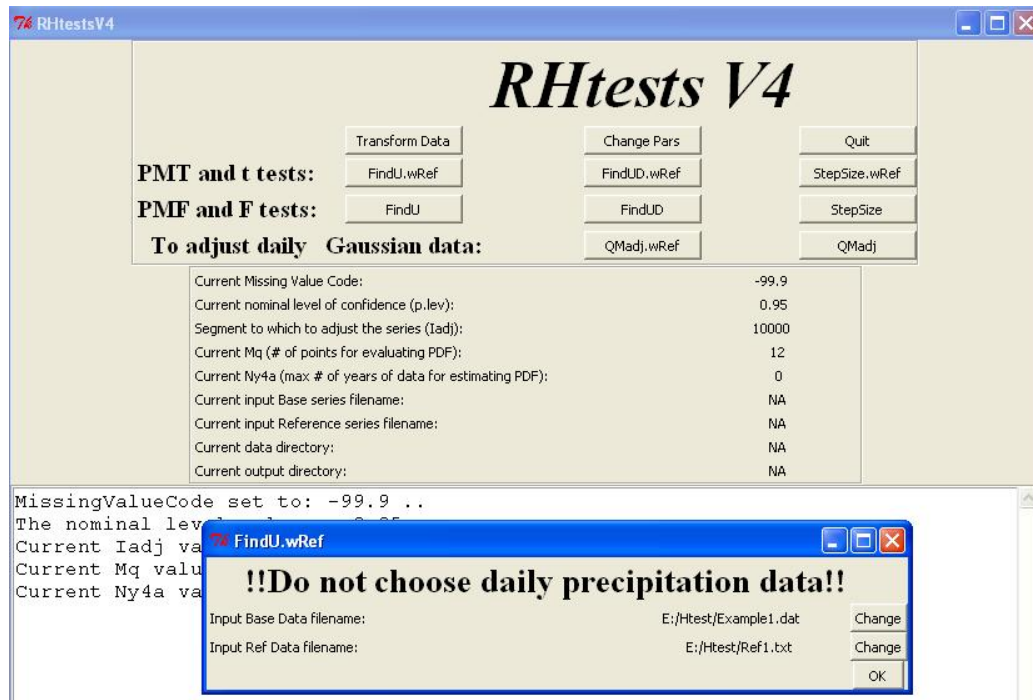 RHtestsV4
RHtests V4
Transform Data Change Pars Quit
PMT and t tests: FindU.wRef FindUD.wRef StepSize.wRef
PMF and F tests: FindU FindUD StepSize
To adjust daily Gaussian data: QMadj.wRef QMadj
Current Missing Value Code: -99.9
Current nominal level of confidence (p.lev): 0.95
Segment to which to adjust the series (Iadj): 10000
Current Mq (# of points for evaluating PDF): 12
Current Ny4a (max # of years of data for estimating PDF): 0
Current input Base series filename: NA
Current input Reference series filename: NA
Current data directory: NA
Current output directory: NA
MissingValueCode set to: -99.9 ..
The nominal lev
Current Iadj va
Current Mq valu
Current Ny4a va
FindU.wRef
!!Do not choose daily precipitation data!!
Input Base Data filename: E:/Htest/Example1.dat Change
Input Ref Data filename: E:/Htest/Ref1.txt Change
OK